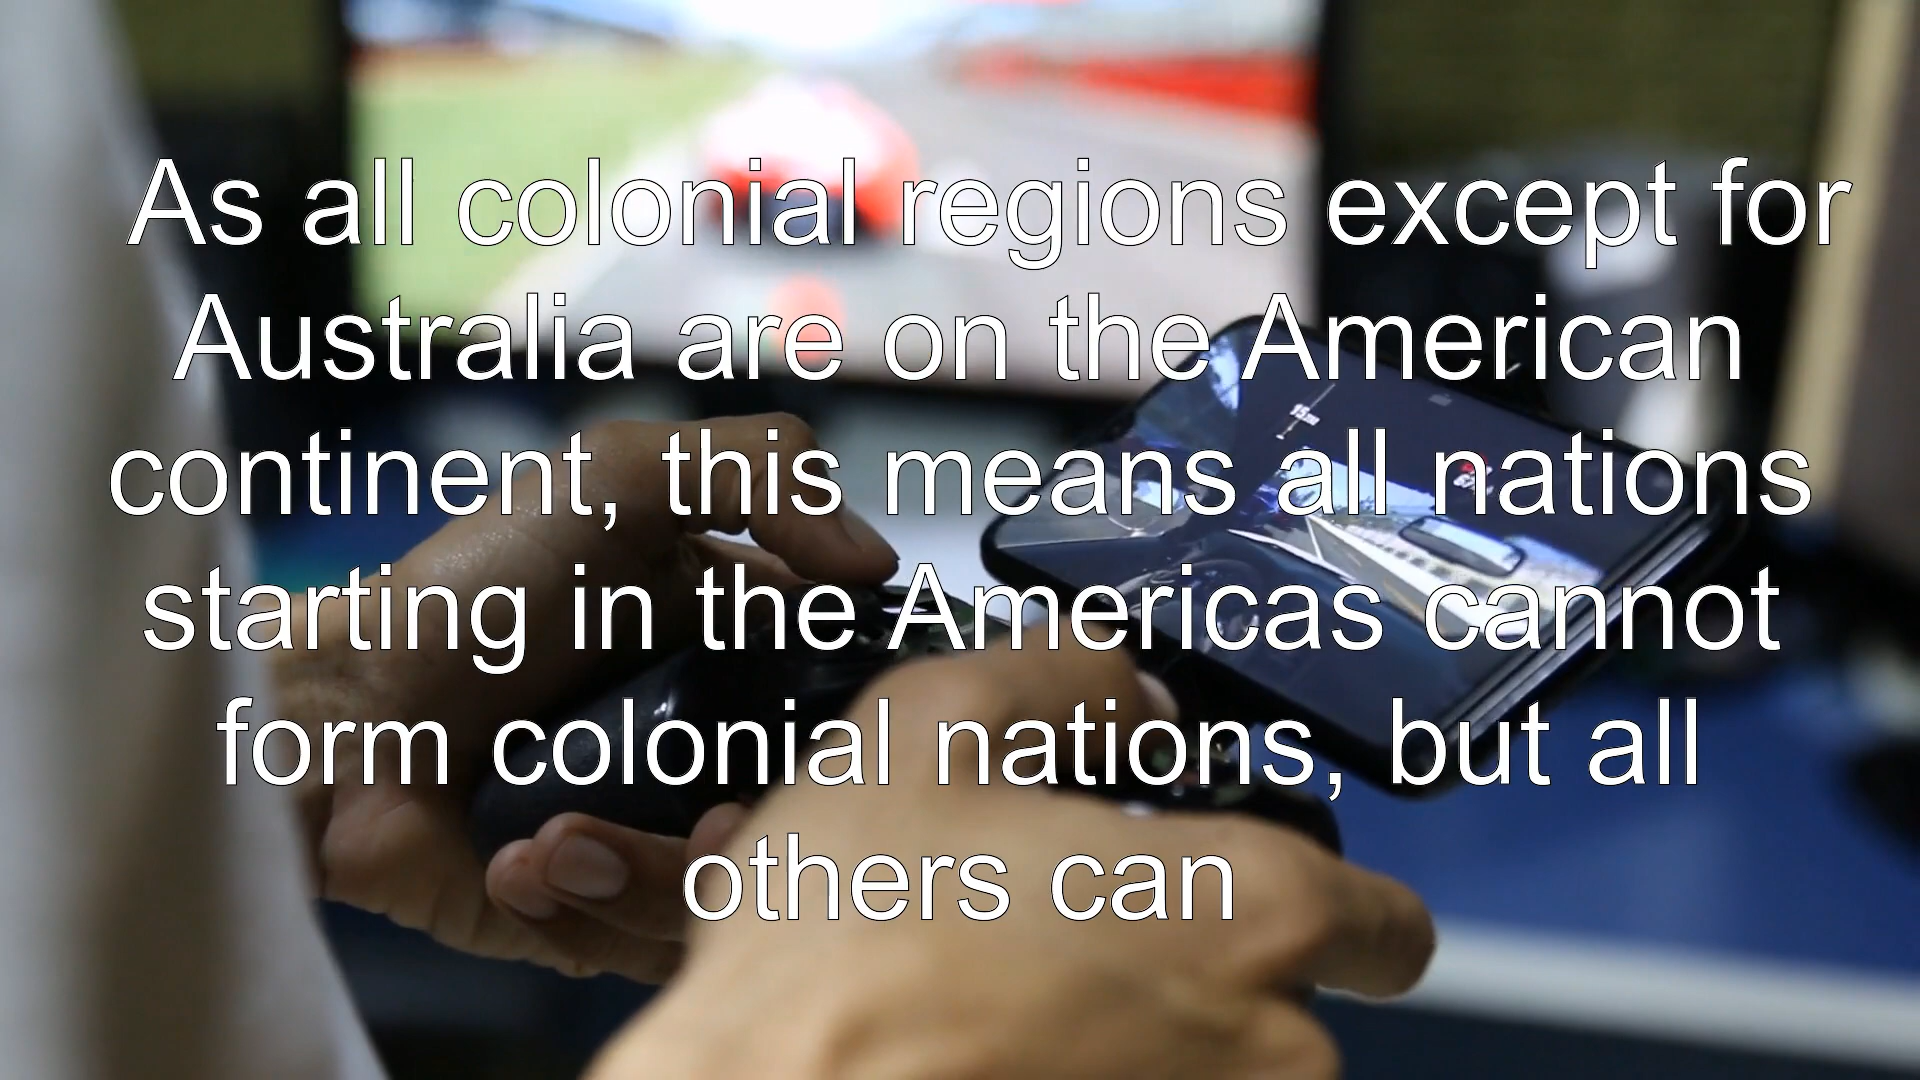 As all colonial regions except for
Australia are on the American
continent, this means all nations
starting in the Americas cannot
form colonial nations, but all
others can